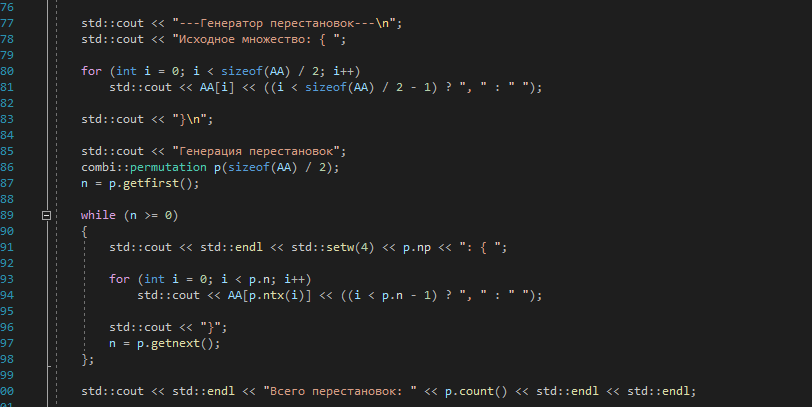 76
77 std::cout << "---Генератор перестановок---\n";
78 std::cout << "Исходное множество: { ";
79
80 for (int i = 0; i < sizeof(AA) / 2; i++)
81 std::cout << AA[i] << ((i < sizeof(AA) / 2 - 1) ? ", " : " ");
82
83 std::cout << "}\n";
84
85 std::cout << "Генерация перестановок";
86 combi::permutation p(sizeof(AA) / 2);
87 n = p.getfirst();
88
89 while (n >= 0)
90 {
91 std::cout << std::endl << std::setw(4) << p.np << ": { ";
92
93 for (int i = 0; i < p.n; i++)
94 std::cout << AA[p.ntx(i)] << ((i < p.n - 1) ? ", " : " ");
95
96 std::cout << "}";
97 n = p.getnext();
98 };
99
00 std::cout << std::endl << "Всего перестановок: " << p.count() << std::endl << std::endl;
01